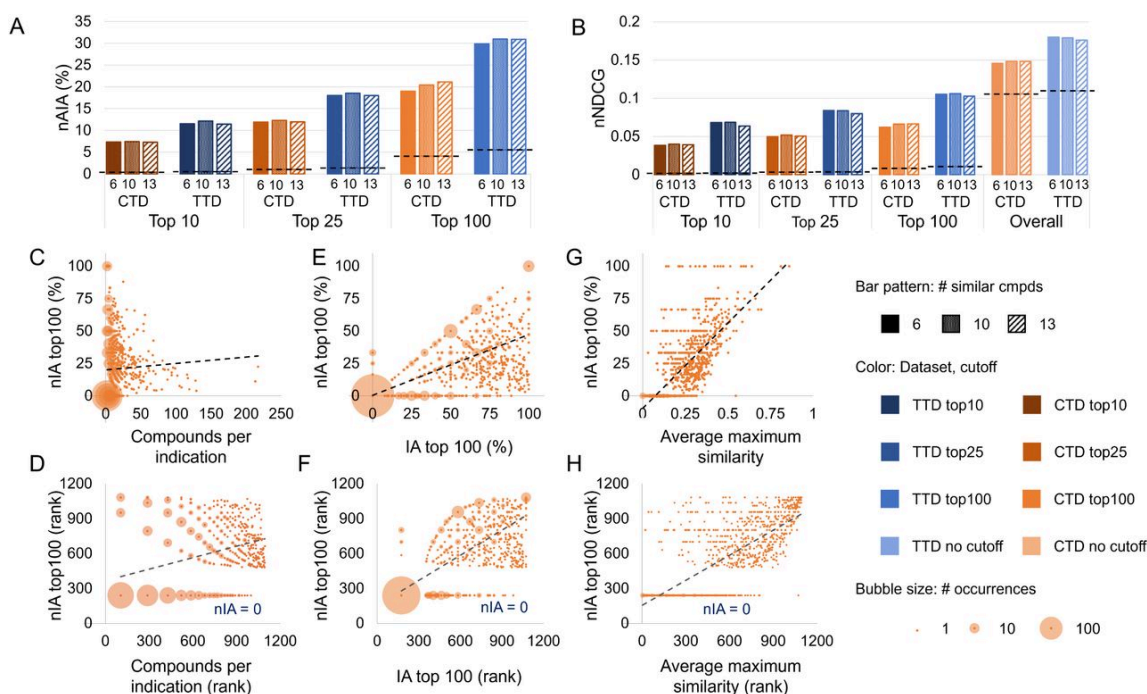 A
nAIA (%)
35
30
25
20
15
10
5
0
6 10 13 6 10 13 6 10 13 6 10 13 6 10 13 6 10 13
CTD TTD CTD TTD CTD TTD
Top 10 Top 25 Top 100
B
nNDCG
0.2
0.15
0.1
0.05
0
6 10 13 6 10 13 6 10 13 6 10 13 6 10 13 6 10 13 6 10 13 6 10 13
CTD TTD CTD TTD CTD TTD CTD TTD
Top 10 Top 25 Top 100 Overall
C
nIA top100 (%)
100
75
50
25
0
0 50 100 150 200 250
Compounds per
indication
E
nIA top100 (%)
100
75
50
25
0
0 25 50 75 100
IA top 100 (%)
G
nIA top100 (%)
100
75
50
25
0
0 0.25 0.5 0.75 1
Average maximum
similarity
D
nIA top100 (rank)
1200
900
600
300
0
nIA = 0
0 300 600 900 1200
Compounds per
indication (rank)
F
nIA top100 (rank)
1200
900
600
300
0
nIA = 0
0 300 600 900 1200
IA top 100 (rank)
H
nIA top100 (rank)
1200
900
600
300
0
nIA = 0
0 300 600 900 1200
Average maximum
similarity (rank)
Bar pattern: # similar cmpds
6 10 13
Color: Dataset, cutoff
TTD top10 CTD top10
TTD top25 CTD top25
TTD top100 CTD top100
TTD no cutoff CTD no cutoff
Bubble size: # occurrences
1 10 100